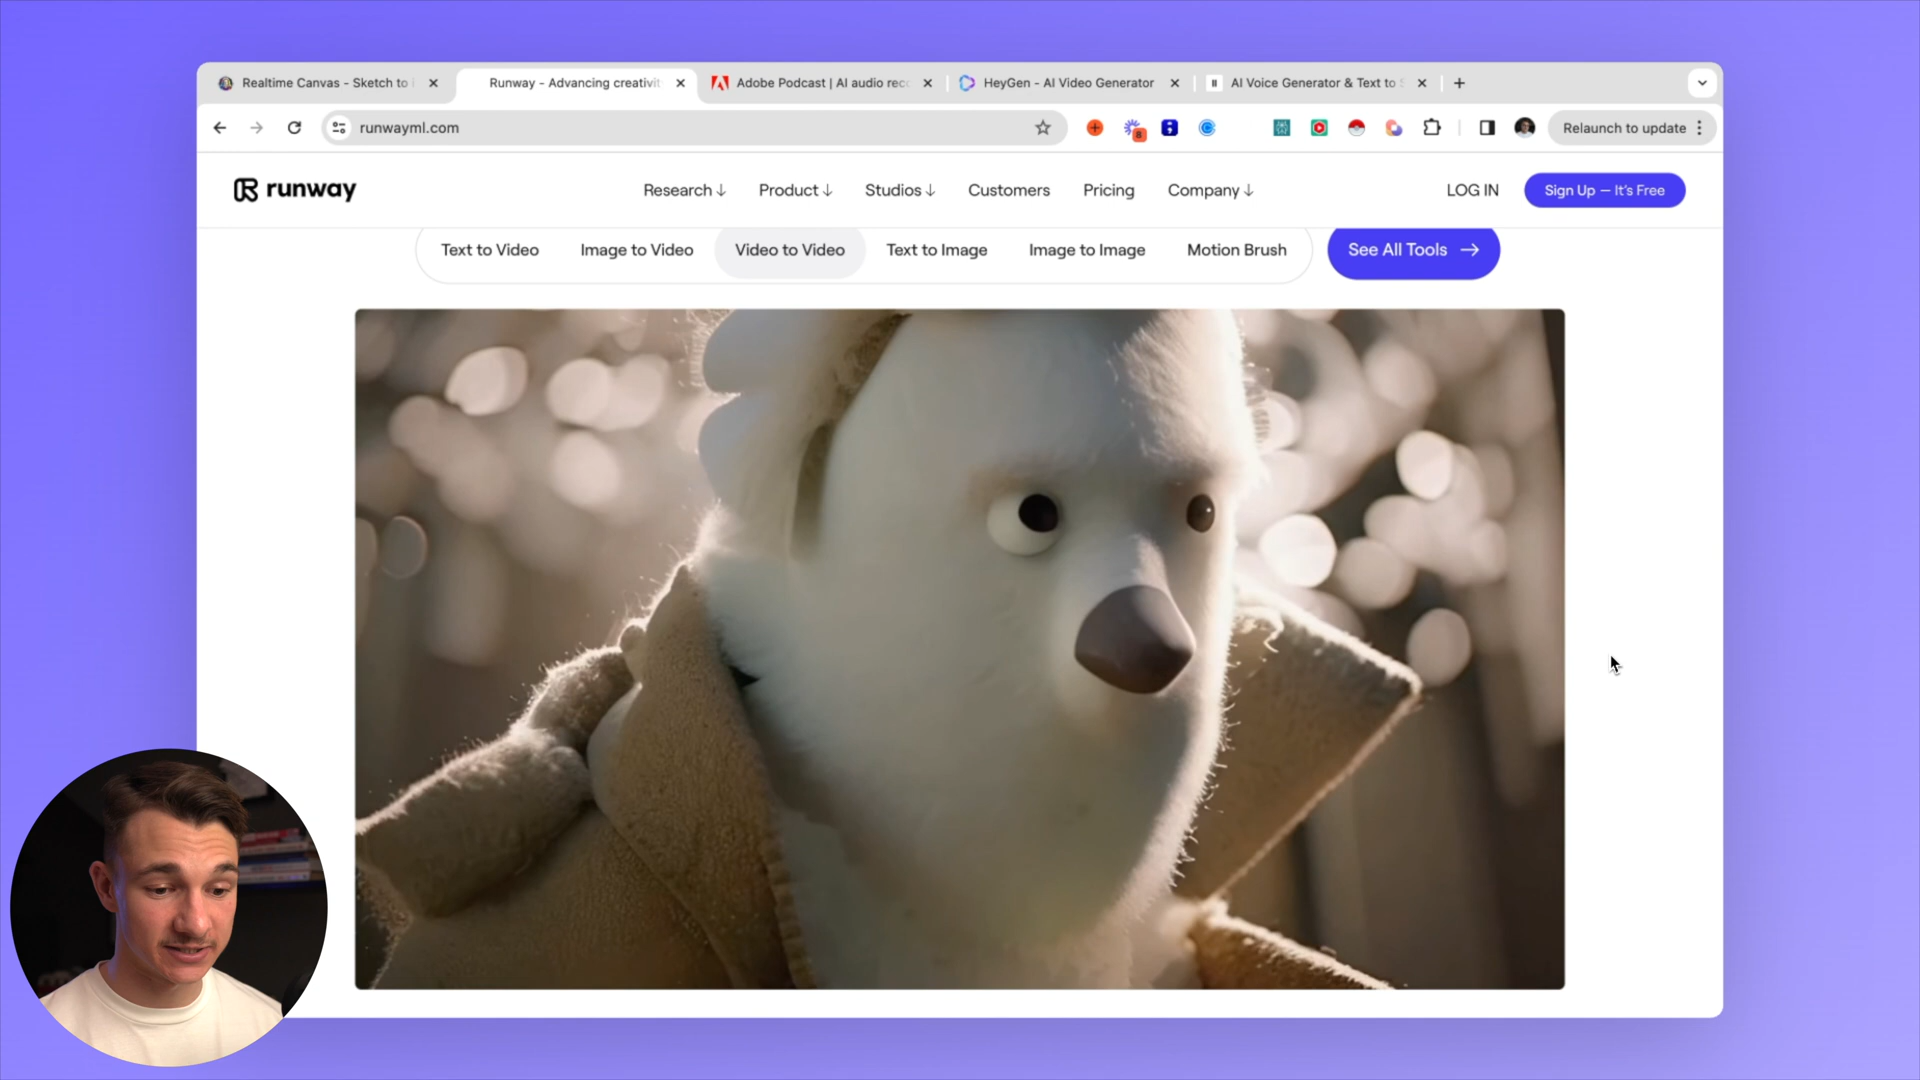 Realtime Canvas - Sketch to i
Runway - Advancing creativit
Adobe Podcast | AI audio rec
HeyGen - AI Video Generator
AI Voice Generator & Text to S
runwayml.com
8
Relaunch to update
runway
Research ↓
Product ↓
Studios ↓
Customers
Pricing
Company ↓
LOG IN
Sign Up — It's Free
Text to Video
Image to Video
Video to Video
Text to Image
Image to Image
Motion Brush
See All Tools →